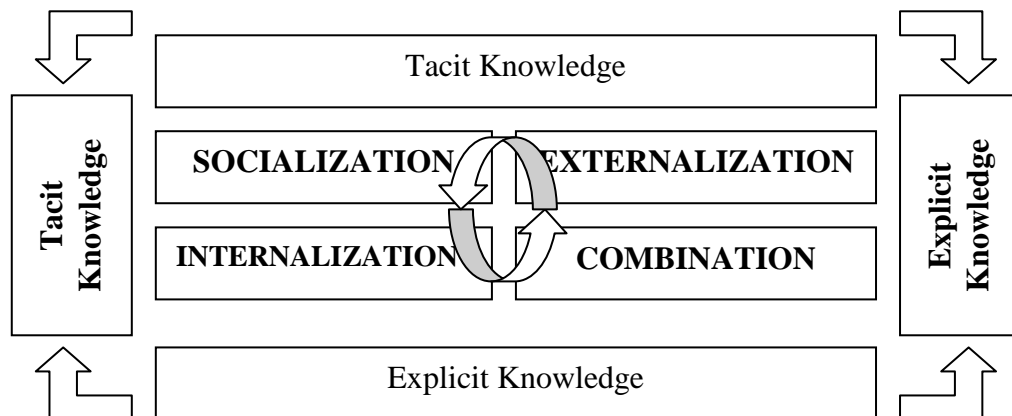 Tacit Knowledge
Tacit
Knowledge
SOCIALIZATION
EXTERNALIZATION
INTERNALIZATION
COMBINATION
Explicit
Knowledge
Explicit Knowledge